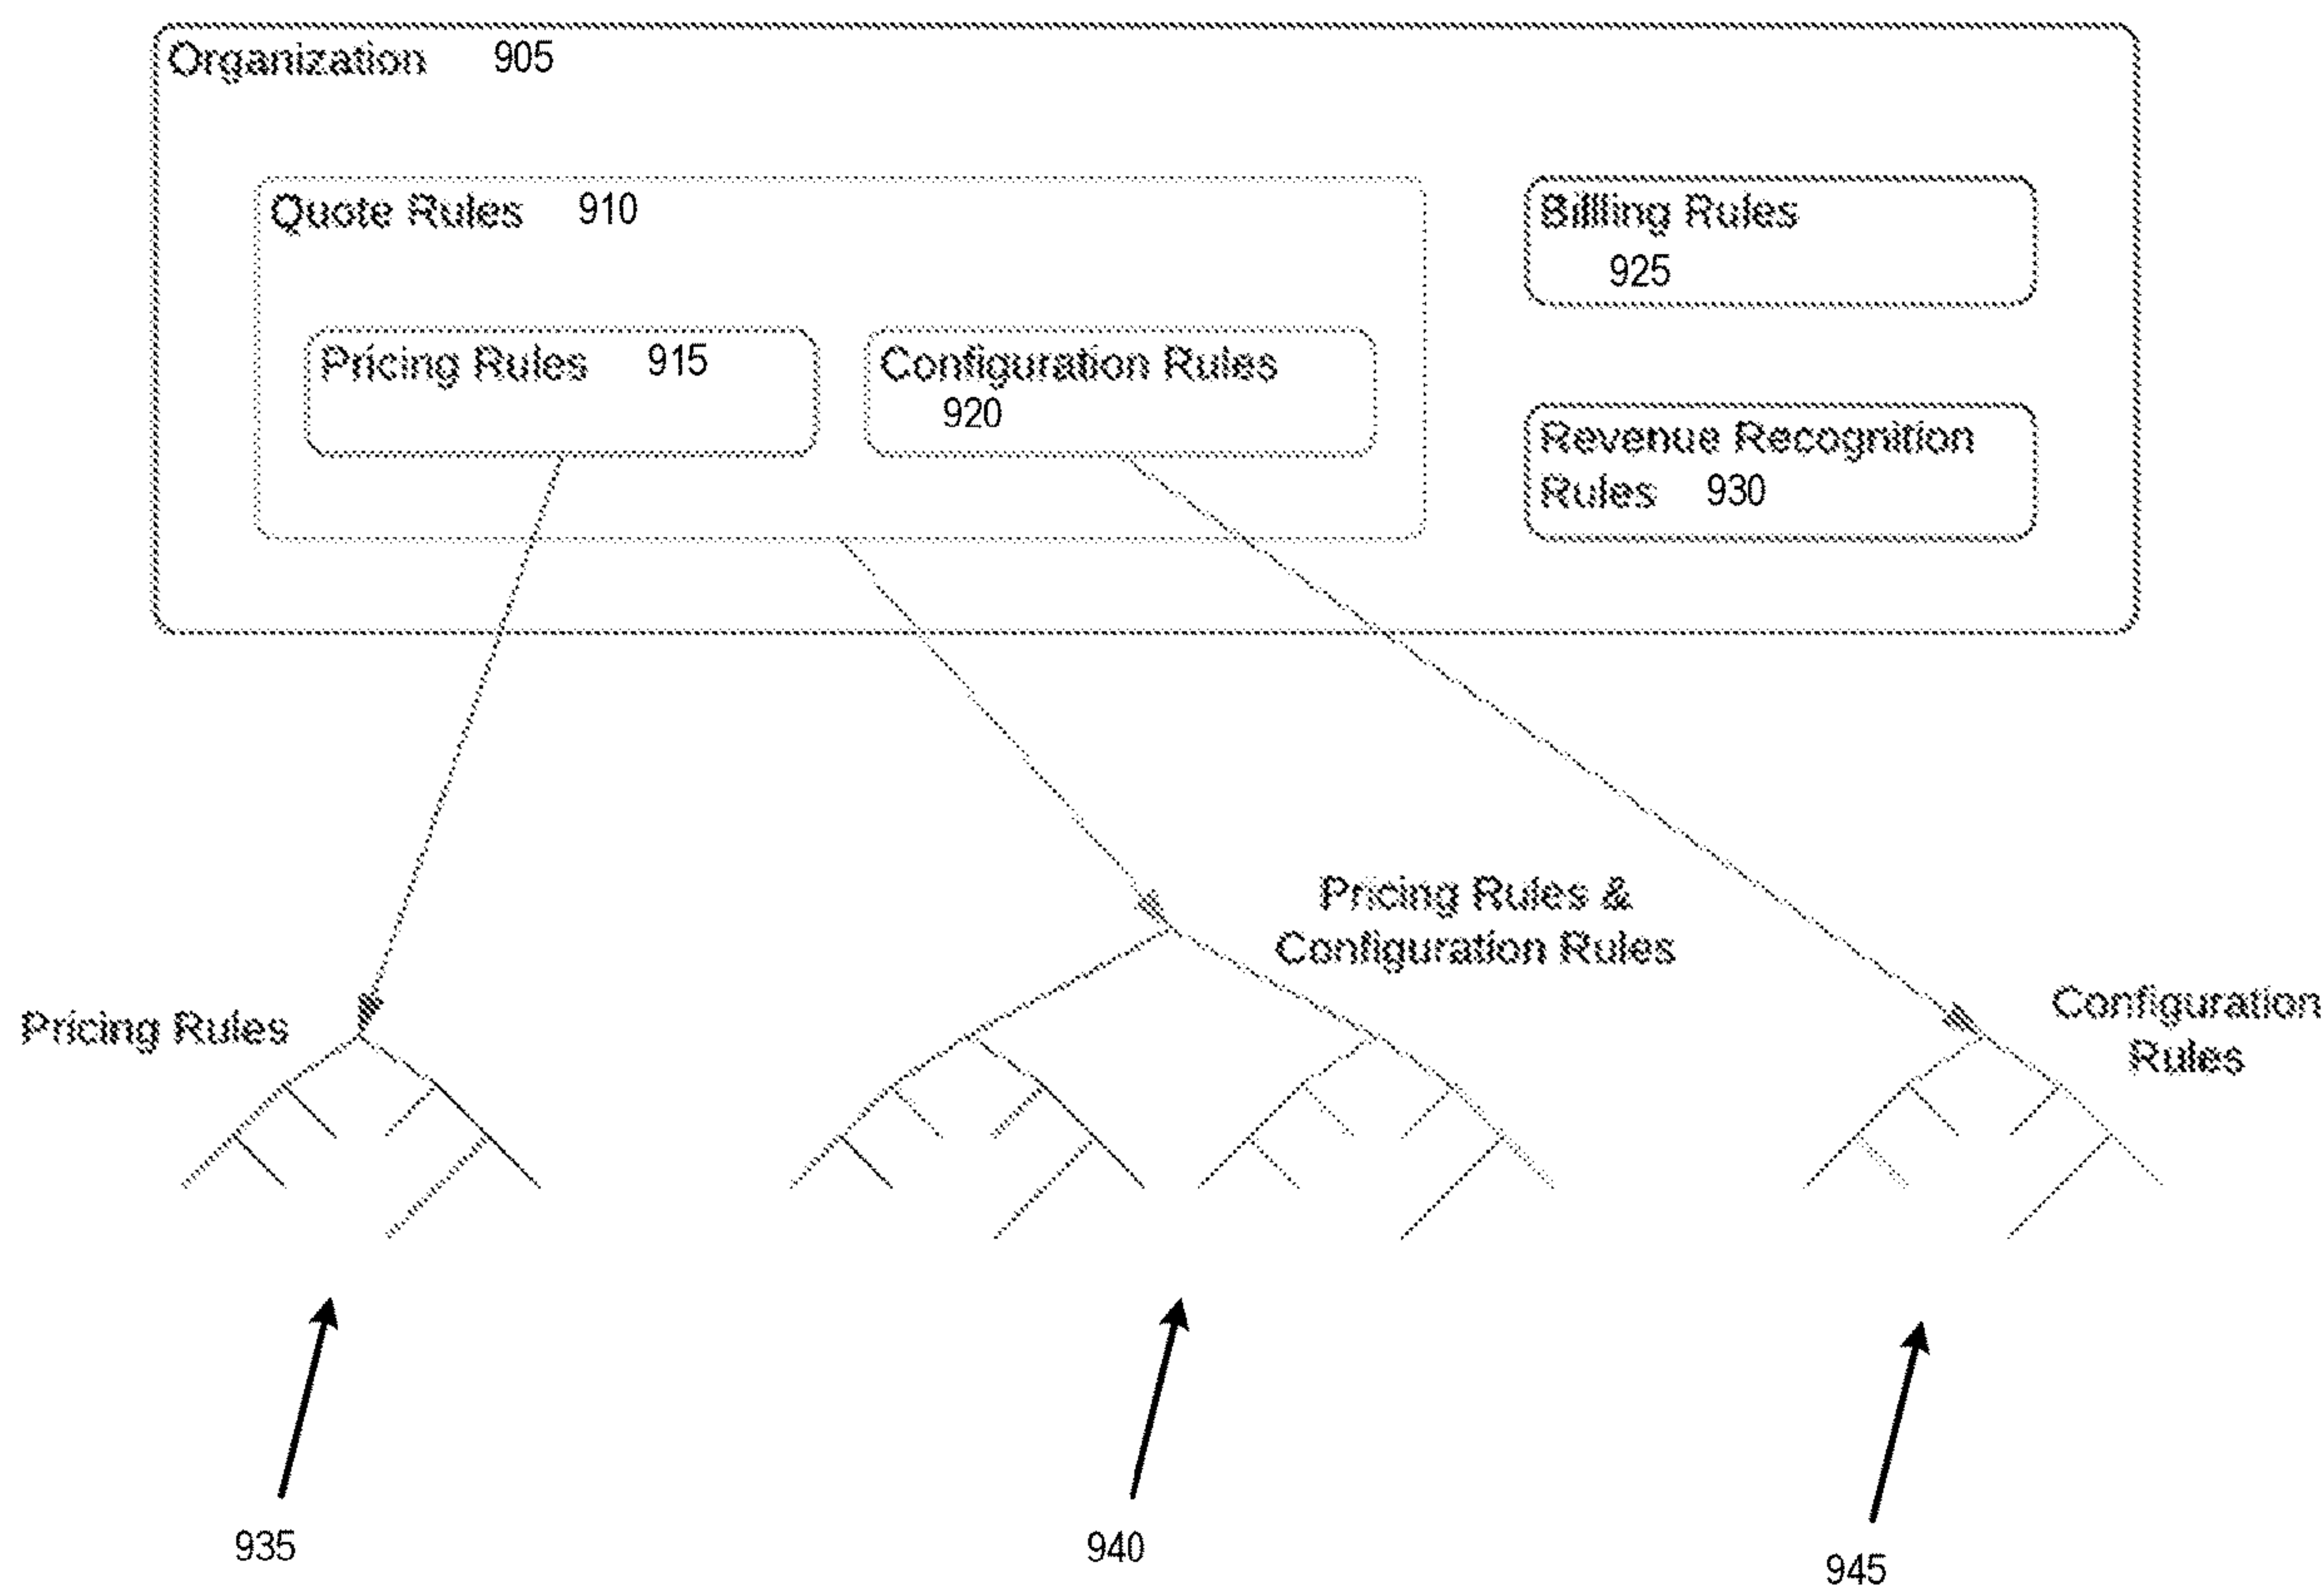 Organization 905
Quote Rules 910
Billling Rules
925
Pricing Rules 915
Configuration Rules
920
Revenue Recognition
Rules 930
Pricing Rules &
Configuration Rules
Pricing Rules
Configuration
Rules
935
940
945